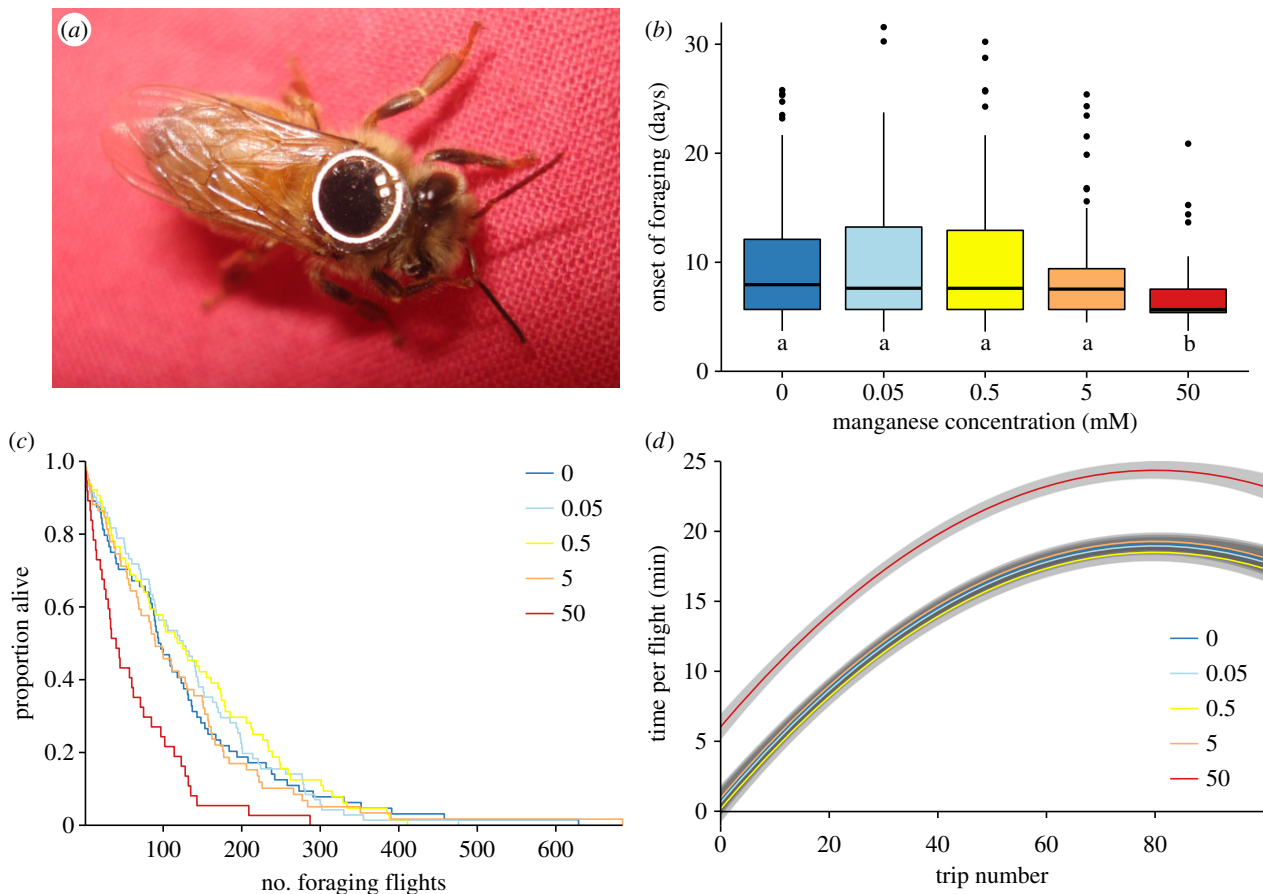 (a)
(b)
30
20
10
0
onset of foraging (days)
a a a a b
0 0.05 0.5 5 50
manganese concentration (mM)
(c)
1.0
0.8
0.6
0.4
0.2
0
proportion alive
0
0.05
0.5
5
50
100 200 300 400 500 600
no. foraging flights
(d)
25
20
15
10
5
0
time per flight (min)
0
0.05
0.5
5
50
0 20 40 60 80
trip number